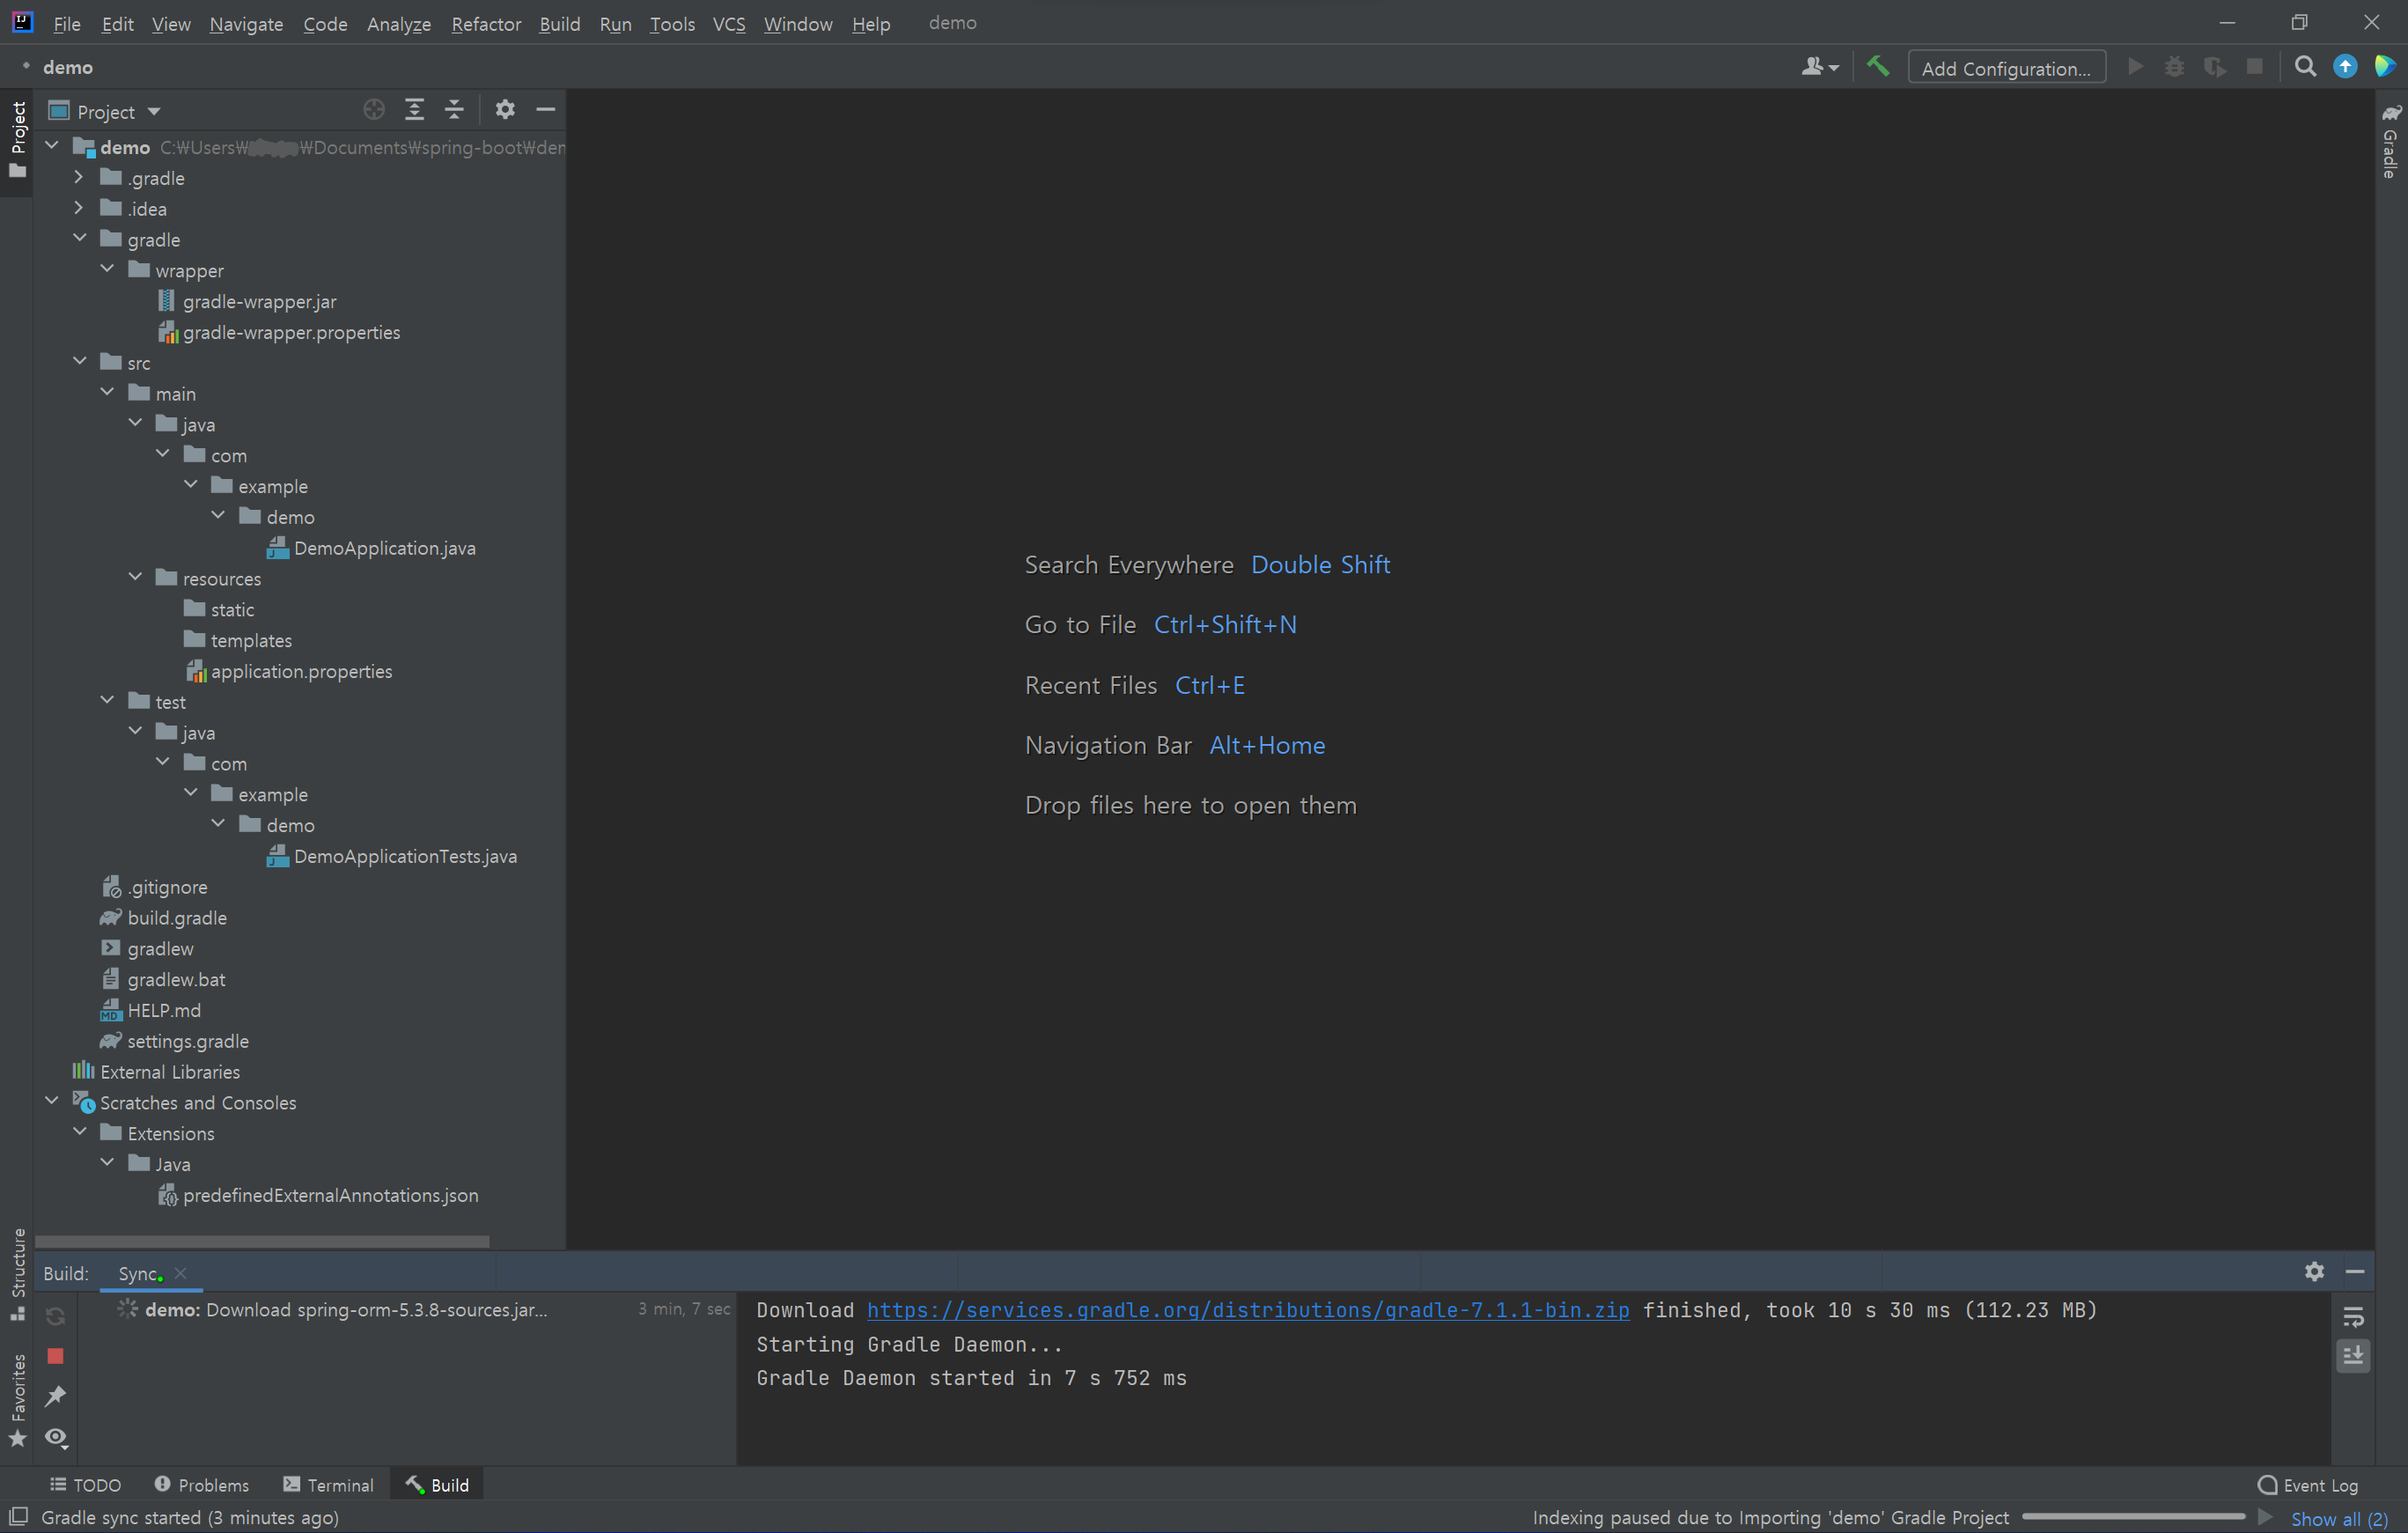 File Edit View Navigate Code Analyze Refactor Build Run Tools VCS Window Help demo
demo
Add Configuration...
Project
Project
Gradle
demo C:₩Users₩ ₩Documents₩spring-boot₩den
.gradle
.idea
gradle
wrapper
gradle-wrapper.jar
gradle-wrapper.properties
src
main
java
com
example
demo
DemoApplication.java
resources
static
templates
application.properties
test
java
com
example
demo
DemoApplicationTests.java
.gitignore
build.gradle
gradlew
gradlew.bat
HELP.md
settings.gradle
External Libraries
Scratches and Consoles
Extensions
Java
predefinedExternalAnnotations.json
Search Everywhere Double Shift
Go to File Ctrl+Shift+N
Recent Files Ctrl+E
Navigation Bar Alt+Home
Drop files here to open them
Structure
Favorites
Build: Sync
demo: Download spring-orm-5.3.8-sources.jar... 3 min, 7 sec
Download https://services.gradle.org/distributions/gradle-7.1.1-bin.zip finished, took 10 s 30 ms (112.23 MB)
Starting Gradle Daemon...
Gradle Daemon started in 7 s 752 ms
TODO Problems Terminal Build Event Log
Gradle sync started (3 minutes ago) Indexing paused due to Importing 'demo' Gradle Project Show all (2)